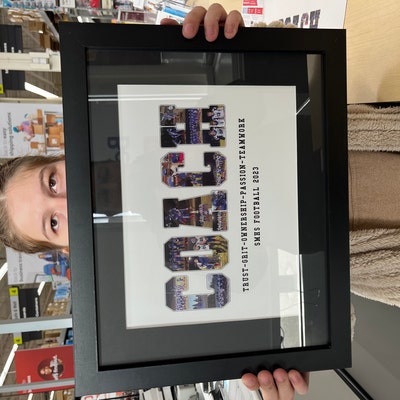 COACH
TRUST-GRIT-OWNERSHIP-PASSION-TEAMWORK
SMHS FOOTBALL 2023